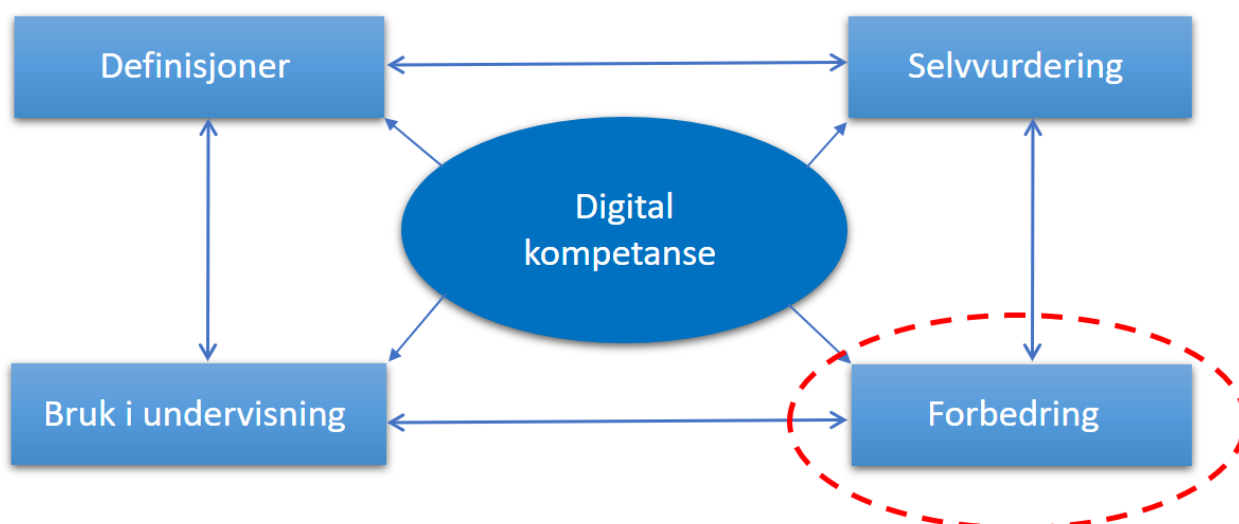 Definisjoner
Selvvurdering
Digital
kompetanse
Bruk i undervisning
Forbedring